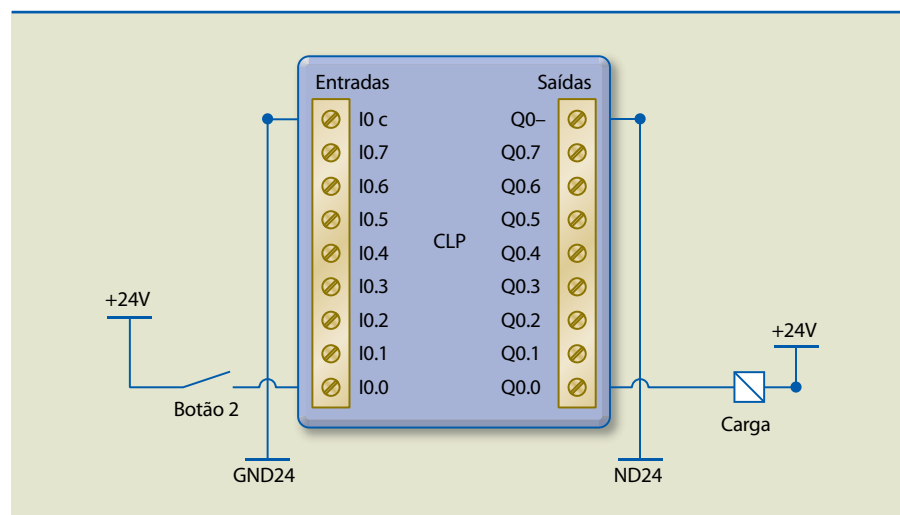 Entradas Saídas
I0 c Q0–
I0.7 Q0.7
I0.6 Q0.6
I0.5 Q0.5
CLP
I0.4 Q0.4
I0.3 Q0.3
+24V
I0.2 Q0.2
+24V
I0.1 Q0.1
I0.0 Q0.0
Botão 2
Carga
GND24
ND24